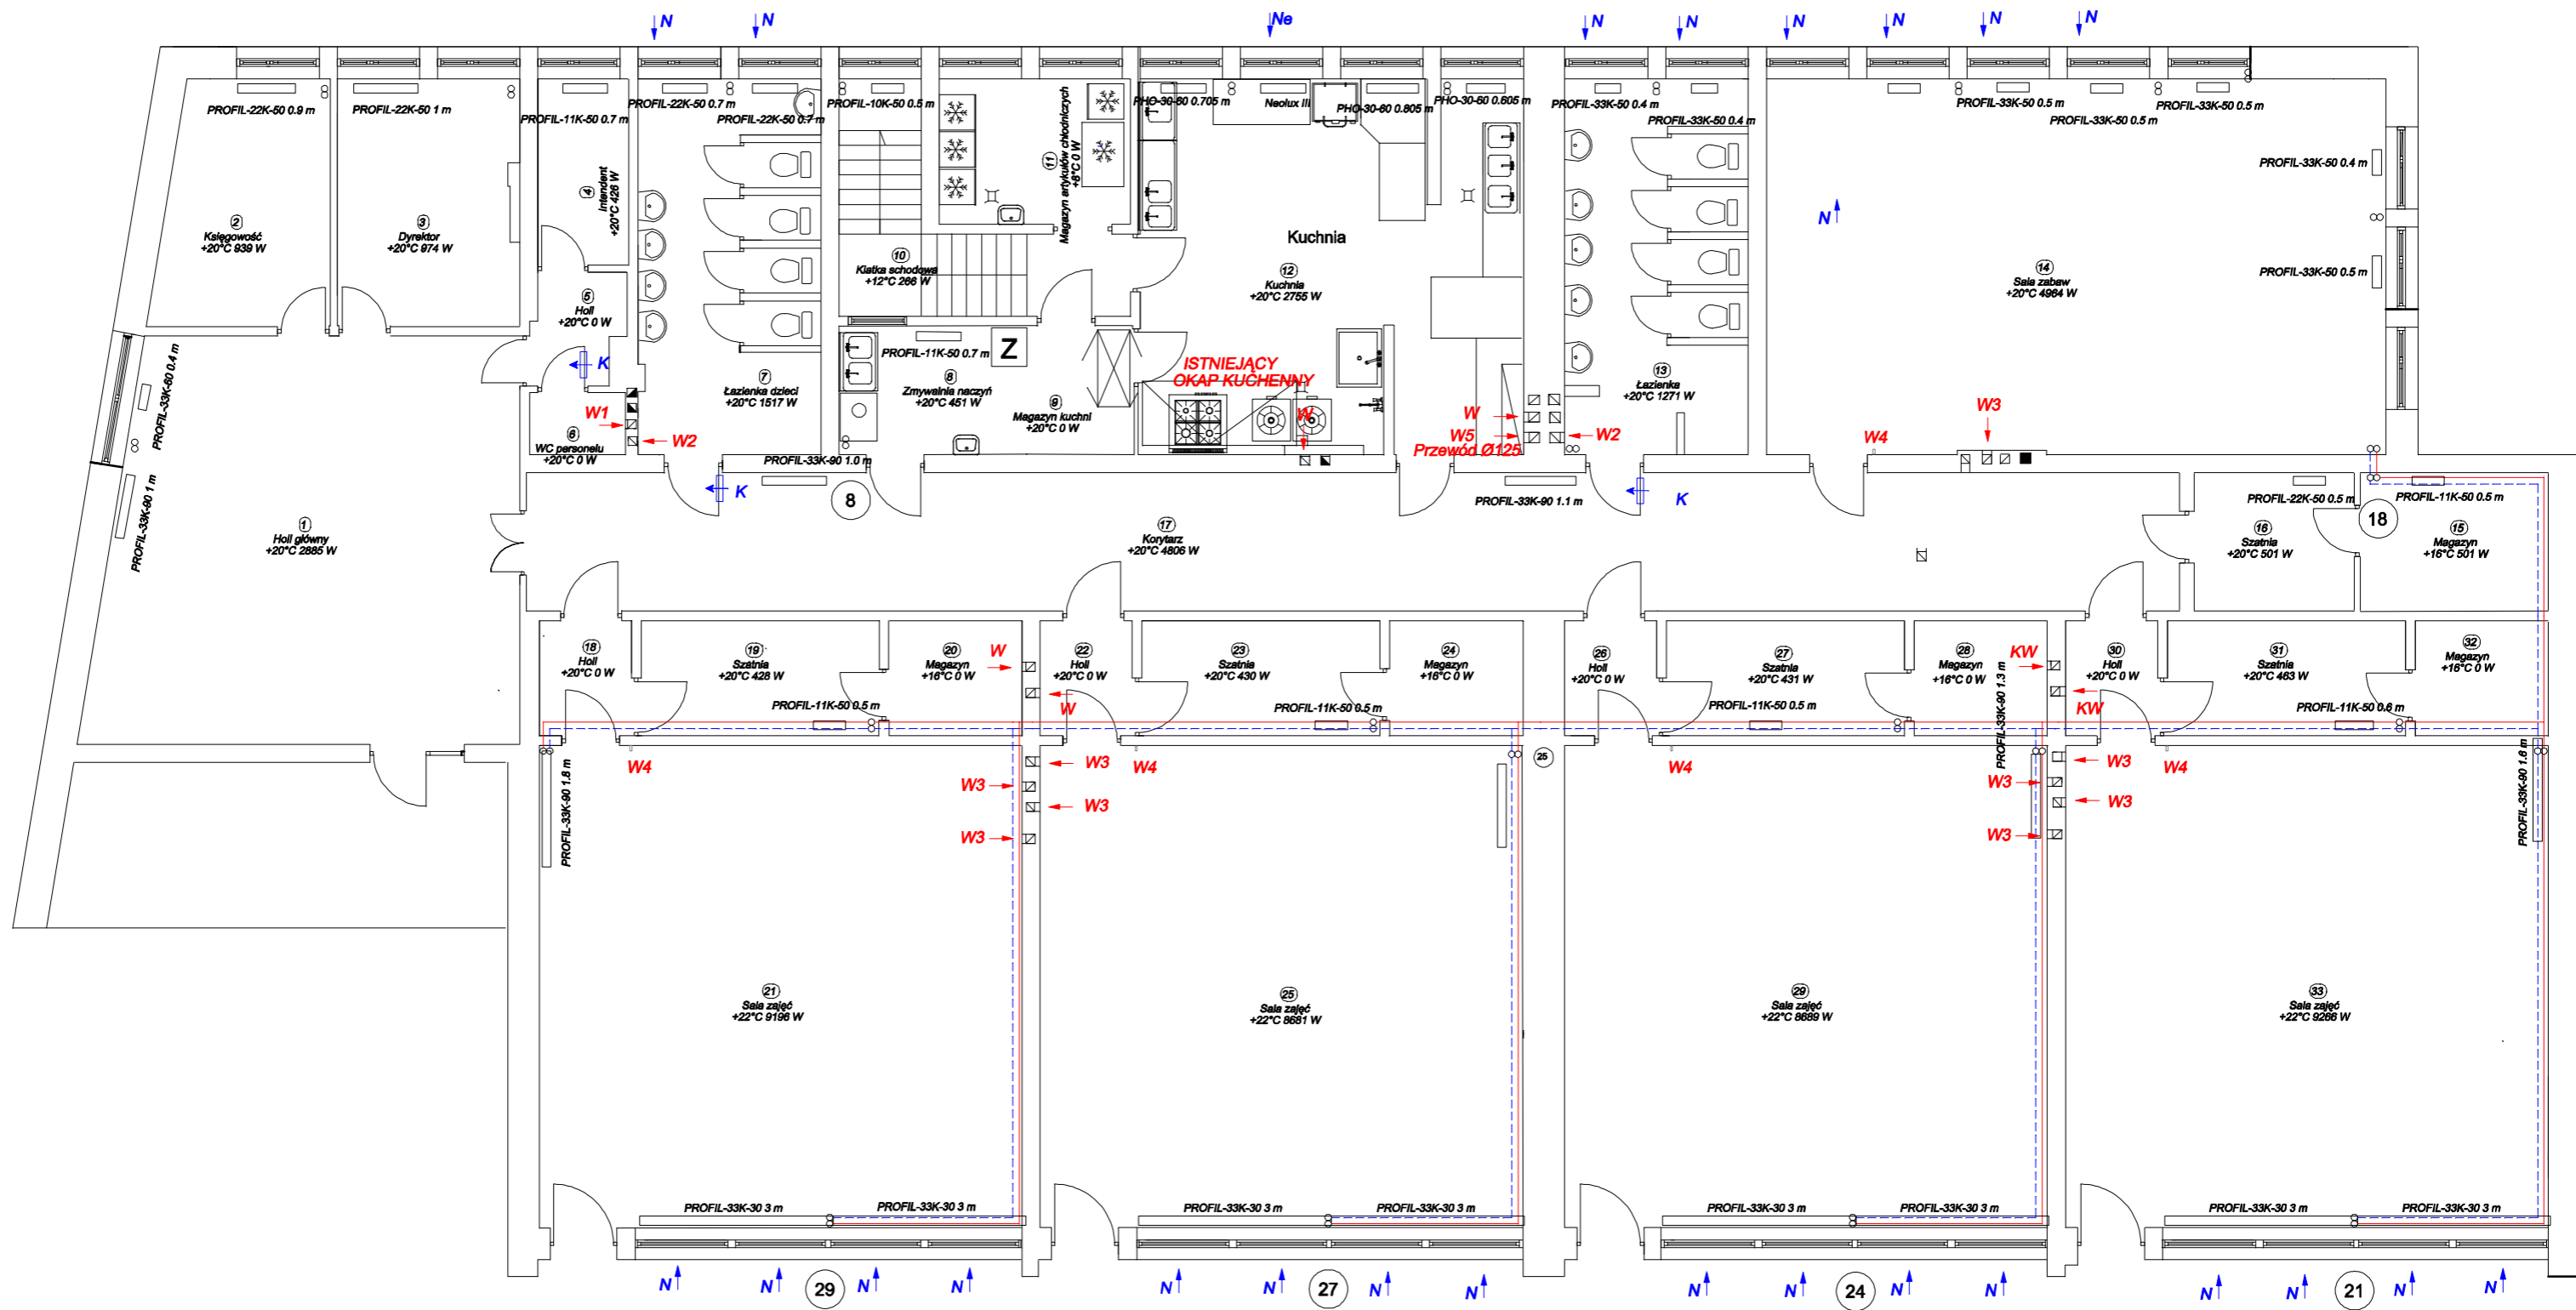 N
N
Ne
N
N
N
N
N
N
PROFIL-22K-50 0.9 m
PROFIL-22K-50 1 m
PROFIL-11K-50 0.7 m
PROFIL-22K-50 0.7 m
PROFIL-22K-50 0.7 m
PROFIL-10K-50 0.5 m
PHO-30-60 0.705 m
Neolux III
PHO-30-60 0.805 m
PHO-30-60 0.605 m
PROFIL-33K-50 0.4 m
PROFIL-33K-50 0.4 m
PROFIL-33K-50 0.5 m
PROFIL-33K-50 0.5 m
PROFIL-33K-50 0.5 m
PROFIL-33K-50 0.4 m
PROFIL-33K-50 0.5 m
N
2
Księgowość
+20°C 939 W
3
Dyrektor
+20°C 974 W
4
Intendent
+20°C 426 W
5
Holl
+20°C 0 W
K
10
Klatka schodowa
+12°C 266 W
11
Magazyn artykułów chłodniczych
+8°C 0 W
Kuchnia
12
Kuchnia
+20°C 2755 W
14
Sala zabaw
+20°C 4964 W
PROFIL-33K-60 0.4 m
PROFIL-33K-90 1 m
W1
W2
6
WC personelu
+20°C 0 W
7
Łazienka dzieci
+20°C 1517 W
PROFIL-11K-50 0.7 m
Z
8
Zmywalnia naczyń
+20°C 451 W
9
Magazyn kuchni
+20°C 0 W
ISTNIEJĄCY
OKAP KUCHENNY
W
W
W5
Przewód Ø125
W2
13
Łazienka
+20°C 1271 W
W3
W4
PROFIL-33K-90 1.0 m
K
8
PROFIL-33K-90 1.1 m
K
1
Holl główny
+20°C 2885 W
17
Korytarz
+20°C 4806 W
PROFIL-22K-50 0.5 m
PROFIL-11K-50 0.5 m
18
16
Szatnia
+20°C 501 W
15
Magazyn
+16°C 501 W
18
Holl
+20°C 0 W
19
Szatnia
+20°C 428 W
20
Magazyn
+16°C 0 W
W
W
22
Holl
+20°C 0 W
23
Szatnia
+20°C 430 W
24
Magazyn
+16°C 0 W
26
Holl
+20°C 0 W
27
Szatnia
+20°C 431 W
28
Magazyn
+16°C 0 W
KW
KW
30
Holl
+20°C 0 W
31
Szatnia
+20°C 463 W
32
Magazyn
+16°C 0 W
PROFIL-11K-50 0.5 m
PROFIL-11K-50 0.5 m
PROFIL-11K-50 0.5 m
PROFIL-33K-90 1.3 m
PROFIL-11K-50 0.6 m
PROFIL-33K-90 1.8 m
W4
W3
W3
W3
W3
W4
25
W4
W3
W3
W3
W3
W4
PROFIL-33K-90 1.6 m
21
Sala zajęć
+22°C 9196 W
25
Sala zajęć
+22°C 8681 W
29
Sala zajęć
+22°C 8689 W
33
Sala zajęć
+22°C 9266 W
PROFIL-33K-30 3 m
PROFIL-33K-30 3 m
PROFIL-33K-30 3 m
PROFIL-33K-30 3 m
PROFIL-33K-30 3 m
PROFIL-33K-30 3 m
PROFIL-33K-30 3 m
PROFIL-33K-30 3 m
N
N
29
N
N
N
N
27
N
N
N
N
24
N
N
N
N
21
N
N